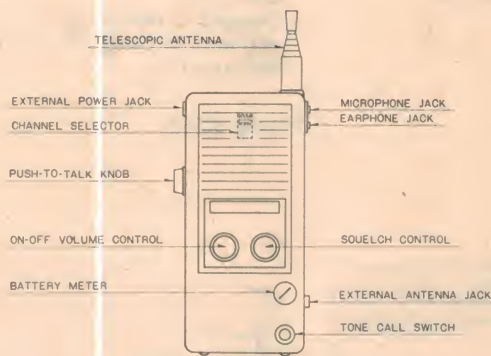 TELESCOPIC ANTENNA
EXTERNAL POWER JACK
MICROPHONE JACK
CHANNEL SELECTOR
EARPHONE JACK
PUSH-TO-TALK KNOB
ON-OFF VOLUME CONTROL
SQUELCH CONTROL
BATTERY METER
EXTERNAL ANTENNA JACK
TONE CALL SWITCH